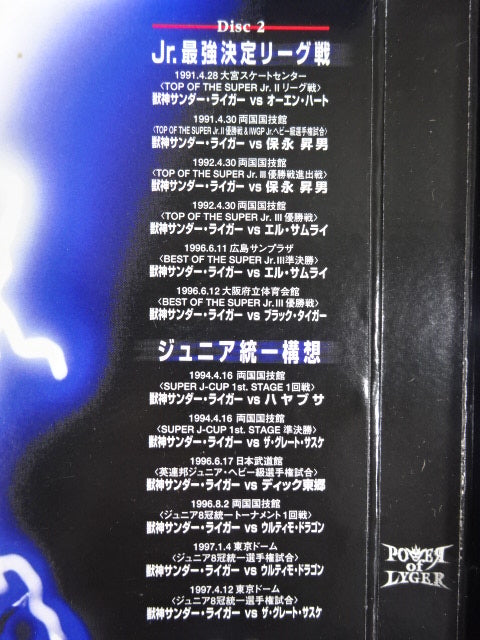 Disc 2
Jr.最強決定リーグ戦
1991.4.28 大宮スケートセンター
〈TOP OF THE SUPER Jr.Ⅱリーグ戦〉
獣神サンダー・ライガー vs オーエン・ハート
1991.4.30 両国国技館
〈TOP OF THE SUPER Jr.Ⅱ優勝戦 & IWGP Jr.ヘビー級選手権試合〉
獣神サンダー・ライガー vs 保永 昇男
1992.4.30 両国国技館
〈TOP OF THE SUPER Jr.Ⅲ優勝戦進出戦〉
獣神サンダー・ライガー vs 保永 昇男
1992.4.30 両国国技館
〈TOP OF THE SUPER Jr.Ⅲ優勝戦〉
獣神サンダー・ライガー vs エル・サムライ
1996.6.11 広島サンプラザ
〈BEST OF THE SUPER Jr.Ⅲ準決勝〉
獣神サンダー・ライガー vs エル・サムライ
1996.6.12 大阪府立体育会館
〈BEST OF THE SUPER Jr.Ⅲ優勝戦〉
獣神サンダー・ライガー vs ブラック・タイガー
ジュニア統一構想
1994.4.16 両国国技館
〈SUPER J-CUP 1st. STAGE 1回戦〉
獣神サンダー・ライガー vs ハヤブサ
1994.4.16 両国国技館
〈SUPER J-CUP 1st. STAGE 準決勝〉
獣神サンダー・ライガー vs ザ・グレート・サスケ
1996.6.17 日本武道館
〈英連邦ジュニア・ヘビー級選手権試合〉
獣神サンダー・ライガー vs ディック東郷
1996.8.2 両国国技館
〈ジュニア8冠統一トーナメント1回戦〉
獣神サンダー・ライガー vs ウルティモ・ドラゴン
1997.1.4 東京ドーム
〈ジュニア8冠統一選手権試合〉
獣神サンダー・ライガー vs ウルティモ・ドラゴン
1997.4.12 東京ドーム
〈ジュニア8冠統一選手権試合〉
獣神サンダー・ライガー vs ザ・グレート・サスケ
POWER
of
LYGER